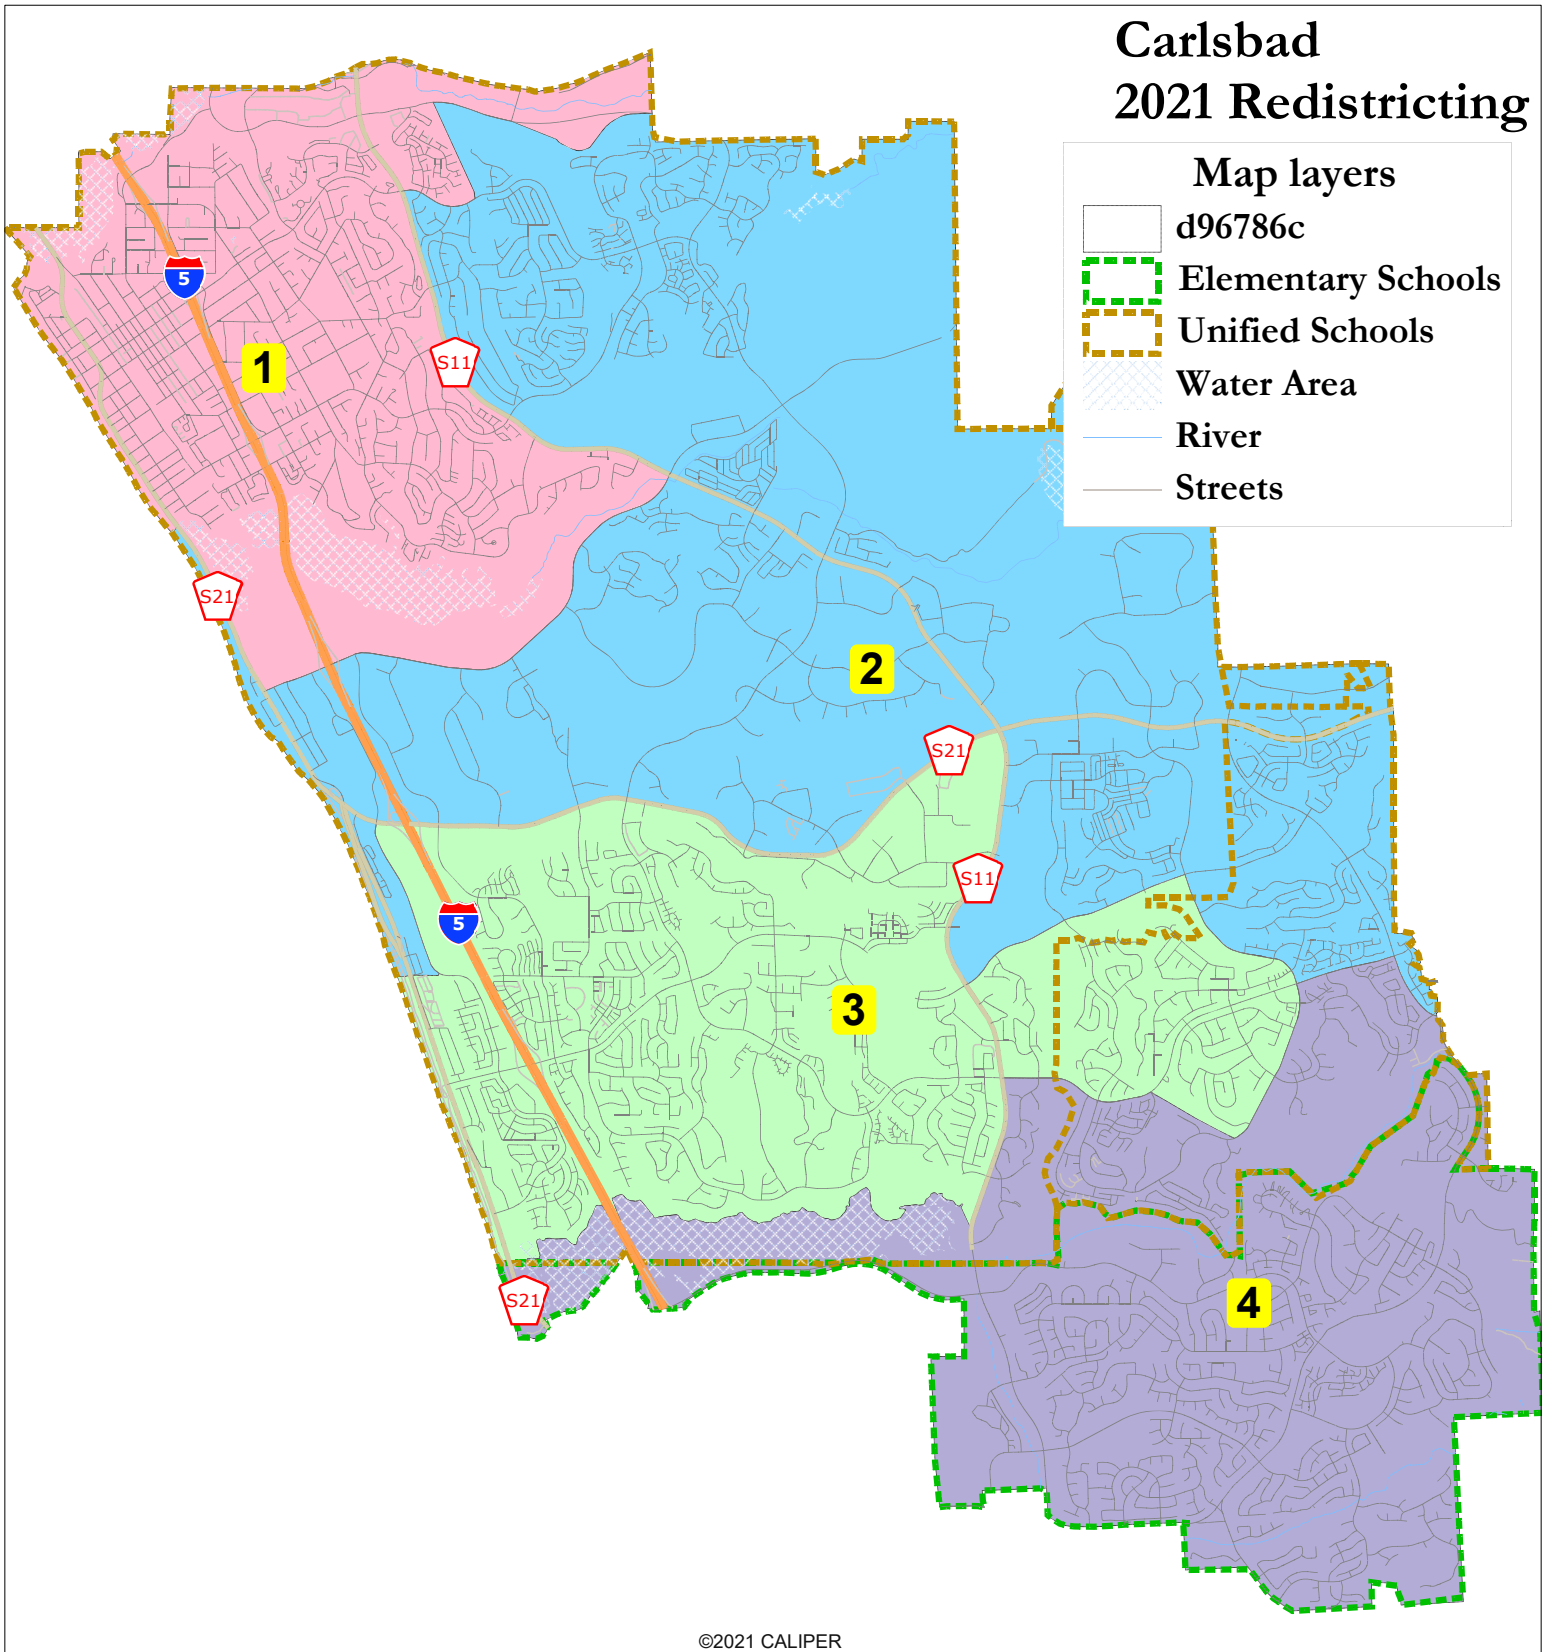 Carlsbad
2021 Redistricting
Map layers
d96786c
Elementary Schools
Unified Schools
Water Area
River
Streets
5
1
S11
S21
2
S21
S11
5
3
4
S21
©2021 CALIPER